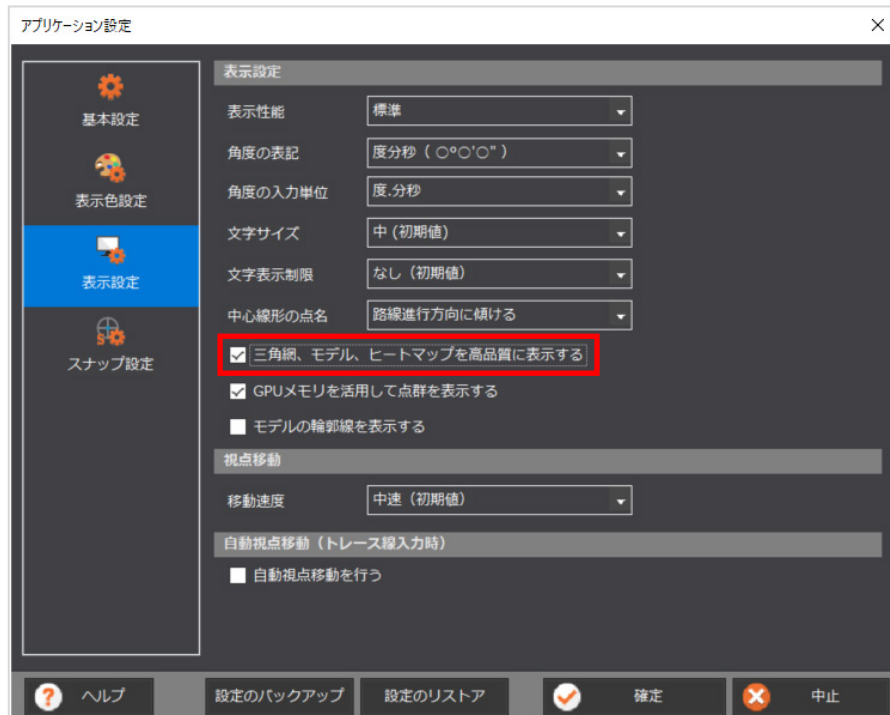 アプリケーション設定
基本設定
表示色設定
表示設定
スナップ設定
表示設定
表示性能 標準
角度の表記 度分秒（ ○°○'○" ）
角度の入力単位 度.分秒
文字サイズ 中 (初期値)
文字表示制限 なし（初期値）
中心線形の点名 路線進行方向に傾ける
三角網、モデル、ヒートマップを高品質に表示する
GPUメモリを活用して点群を表示する
モデルの輪郭線を表示する
視点移動
移動速度 中速（初期値）
自動視点移動（トレース線入力時）
自動視点移動を行う
? ヘルプ 設定のバックアップ 設定のリストア 確定 中止